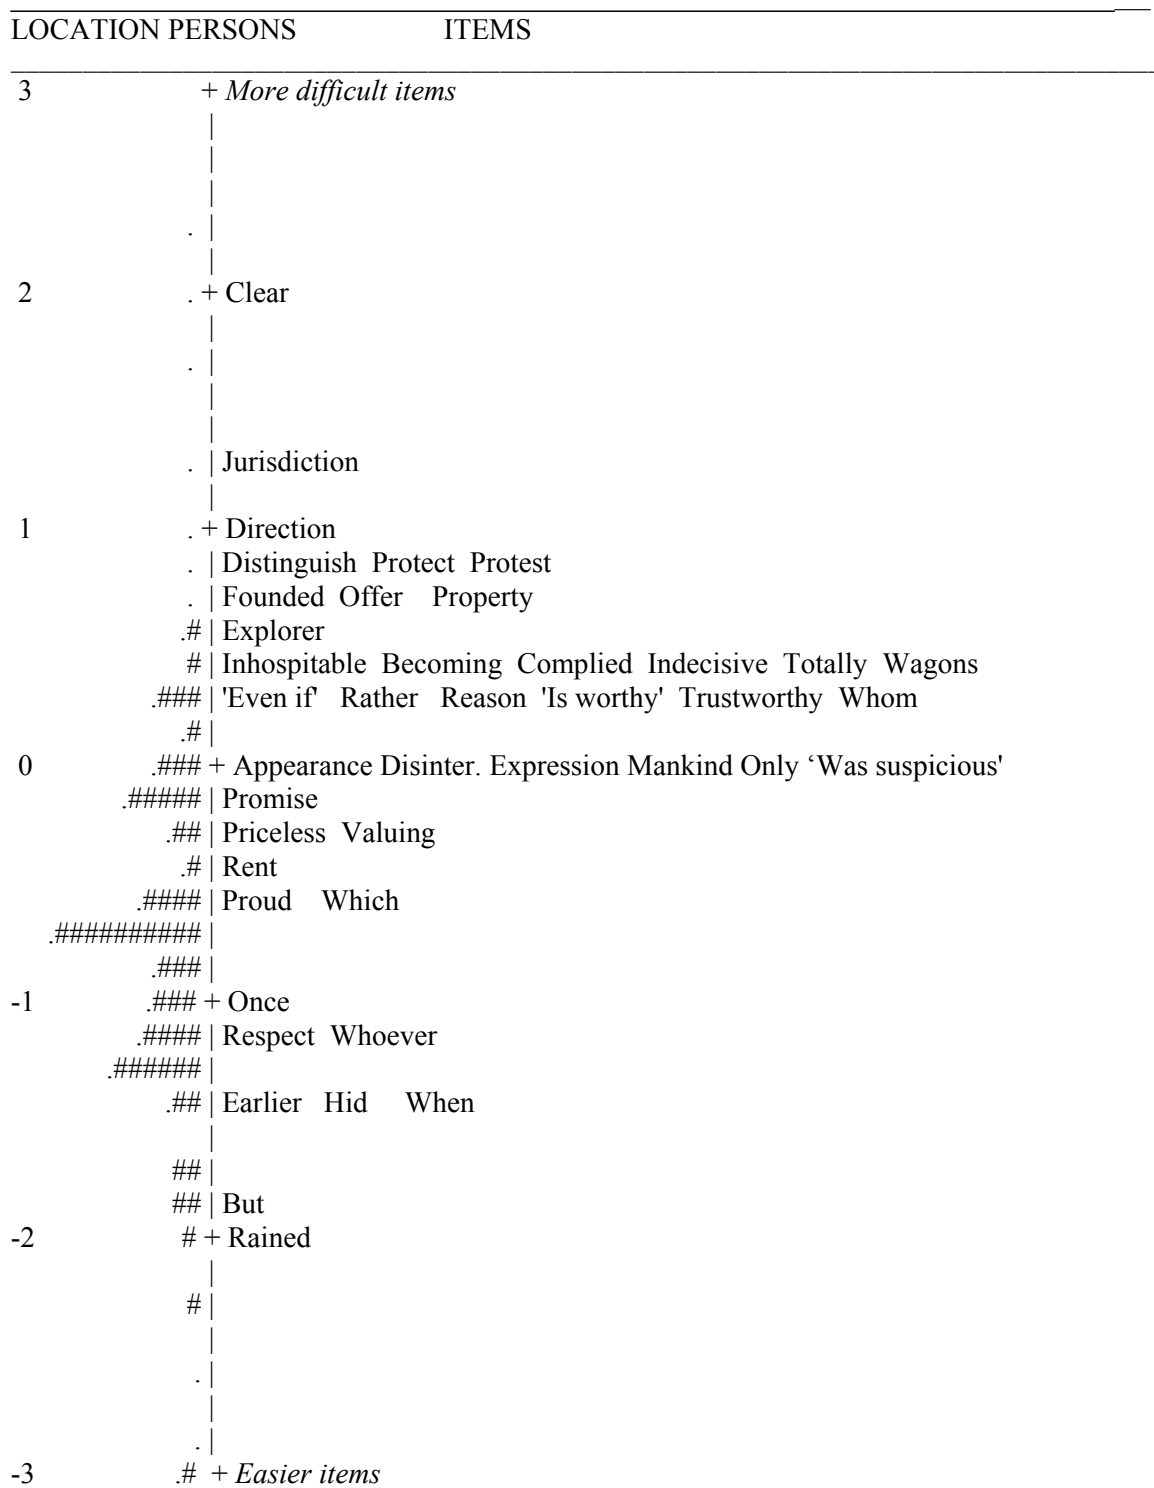 LOCATION PERSONS ITEMS
3 + More difficult items
|
|
|
. |
|
2 . + Clear
|
. |
|
|
. | Jurisdiction
|
1 . + Direction
. | Distinguish Protect Protest
. | Founded Offer Property
.# | Explorer
# | Inhospitable Becoming Complied Indecisive Totally Wagons
.### | 'Even if' Rather Reason 'Is worthy' Trustworthy Whom
.# |
0 .### + Appearance Disinter. Expression Mankind Only ‘Was suspicious'
.##### | Promise
.## | Priceless Valuing
.# | Rent
.#### | Proud Which
.########## |
.### |
-1 .### + Once
.#### | Respect Whoever
.###### |
.## | Earlier Hid When
|
## |
## | But
-2 # + Rained
|
# |
|
. |
|
. |
-3 .# + Easier items